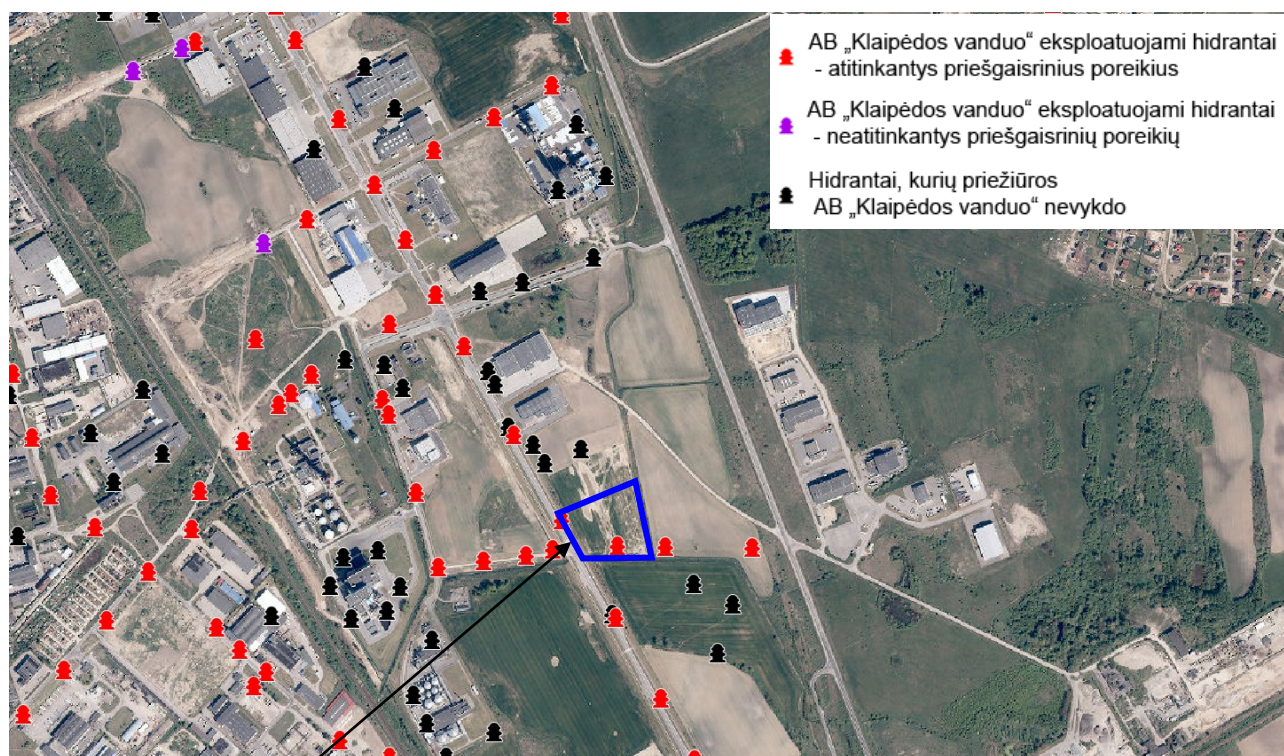 AB „Klaipėdos vanduo“ eksploatuojami hidrantai
- atitinkantys priešgaisrinius poreikius
AB „Klaipėdos vanduo“ eksploatuojami hidrantai
- neatitinkantys priešgaisrinių poreikių
Hidrantai, kurių priežiūros
AB „Klaipėdos vanduo“ nevykdo